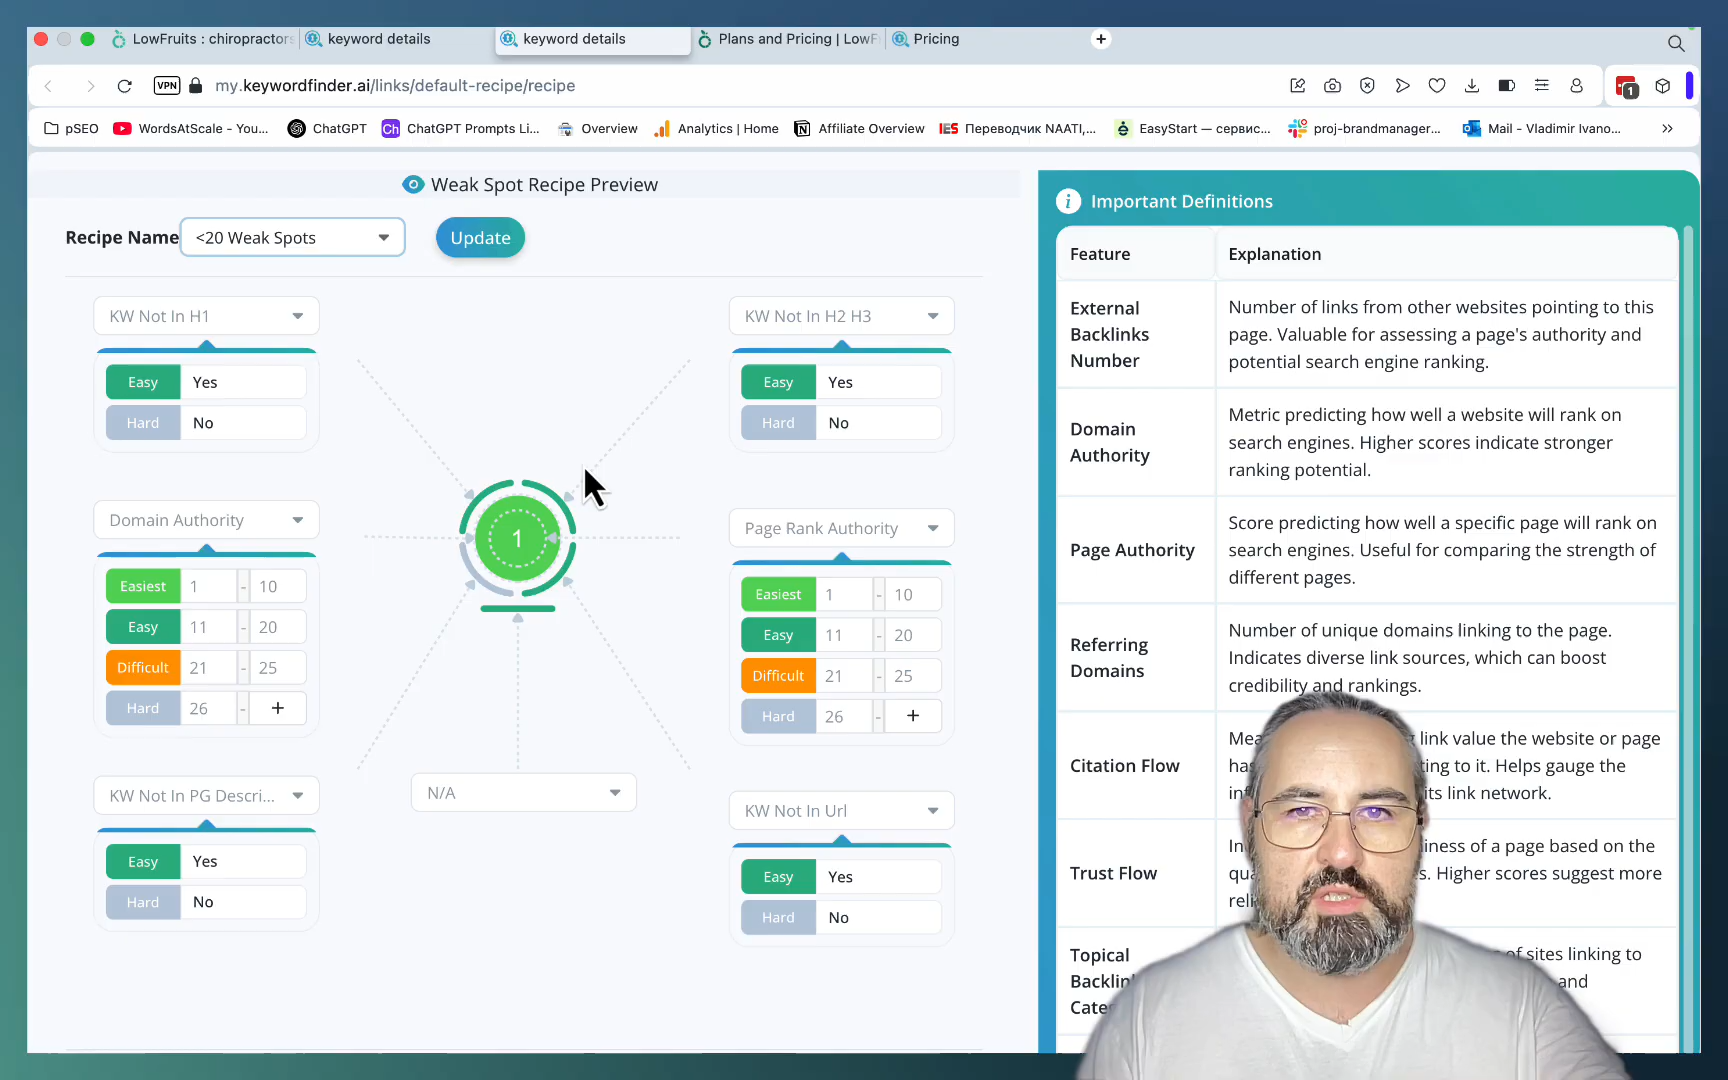 LowFruits : chiropractors
keyword details
keyword details
Plans and Pricing | LowF
Pricing
VPN
my.keywordfinder.ai/links/default-recipe/recipe
1
pSEO
WordsAtScale - You...
ChatGPT
Ch
ChatGPT Prompts Li...
Overview
Analytics | Home
Affiliate Overview
IES
Переводчик NAATI,...
EasyStart — сервис...
proj-brandmanager...
Mail - Vladimir Ivano...
Weak Spot Recipe Preview
Recipe Name
<20 Weak Spots
Update
KW Not In H1
Easy Yes
Hard No
KW Not In H2 H3
Easy Yes
Hard No
Domain Authority
Easiest 1 - 10
Easy 11 - 20
Difficult 21 - 25
Hard 26 - +
1
Page Rank Authority
Easiest 1 - 10
Easy 11 - 20
Difficult 21 - 25
Hard 26 - +
KW Not In PG Descri...
Easy Yes
Hard No
N/A
KW Not In Url
Easy Yes
Hard No
Important Definitions
Feature
Explanation
External
Backlinks
Number
Number of links from other websites pointing to this
page. Valuable for assessing a page's authority and
potential search engine ranking.
Domain
Authority
Metric predicting how well a website will rank on
search engines. Higher scores indicate stronger
ranking potential.
Page Authority
Score predicting how well a specific page will rank on
search engines. Useful for comparing the strength of
different pages.
Referring
Domains
Number of unique domains linking to the page.
Indicates diverse link sources, which can boost
credibility and rankings.
Citation Flow
link value the website or page
to it. Helps gauge the
its link network.
Trust Flow
of a page based on the
Higher scores suggest more
Topical
of sites linking to
and